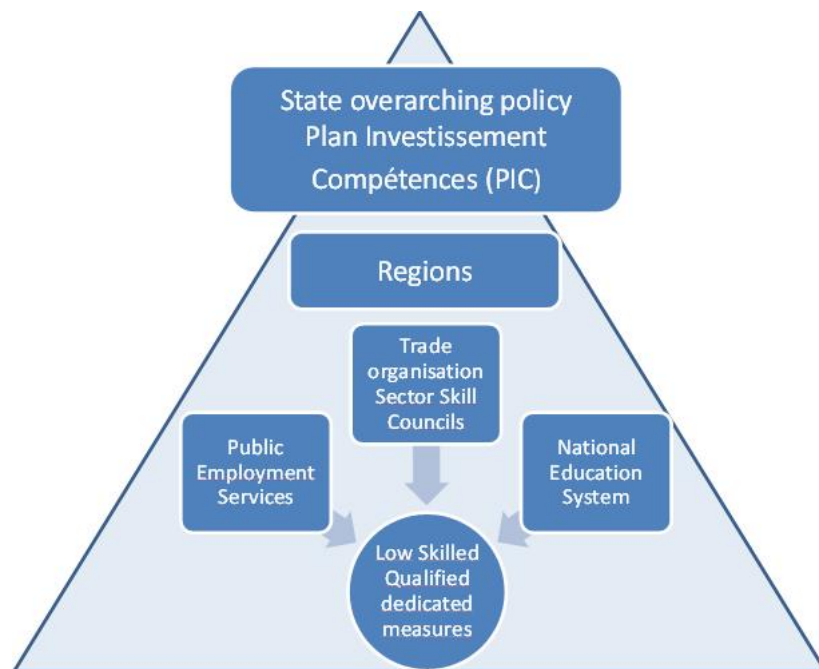 State overarching policy
Plan Investissement
Compétences (PIC)
Regions
Trade
organisation
Sector Skill
Councils
Public
Employment
Services
National
Education
System
Low Skilled
Qualified
dedicated
measures